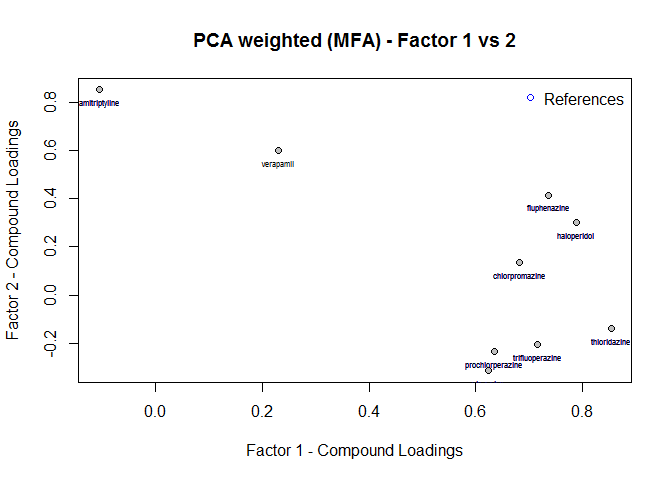 PCA weighted (MFA) - Factor 1 vs 2
References
amitriptyline
verapamil
fluphenazine
haloperidol
chlorpromazine
thioridazine
trifluoperazine
prochlorperazine
Factor 2 - Compound Loadings
0.8
0.6
0.4
0.2
0.0
-0.2
0.0 0.2 0.4 0.6 0.8
Factor 1 - Compound Loadings